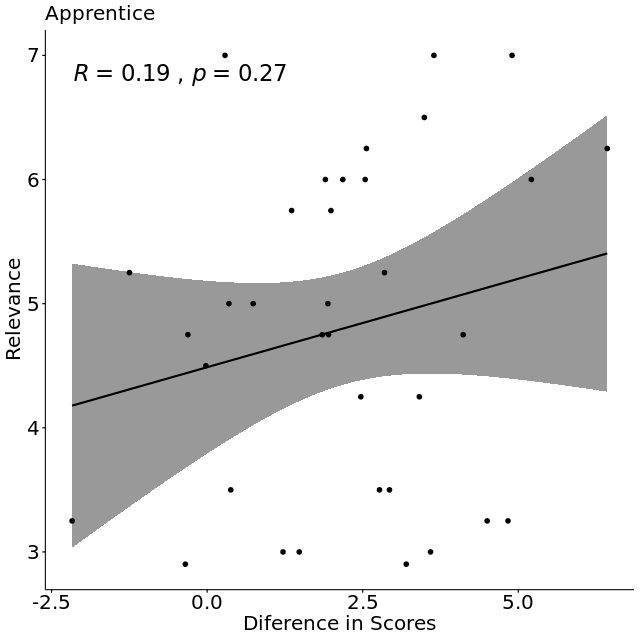 Apprentice
R = 0.19 , p = 0.27
7
6
5
4
3
Relevance
-2.5 0.0 2.5 5.0
Diference in Scores